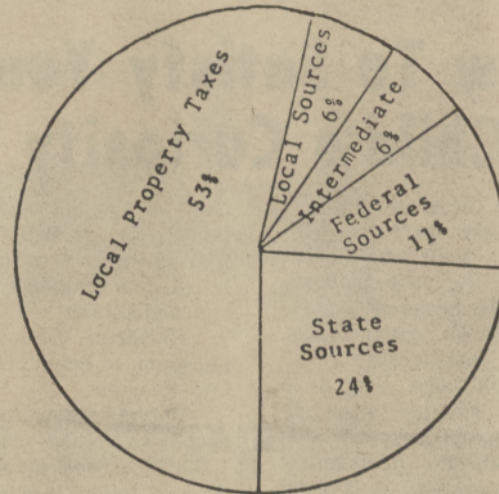 Local Property Taxes
53%
Local Sources
6%
Intermediate
6%
Federal
Sources
11%
State
Sources
24%